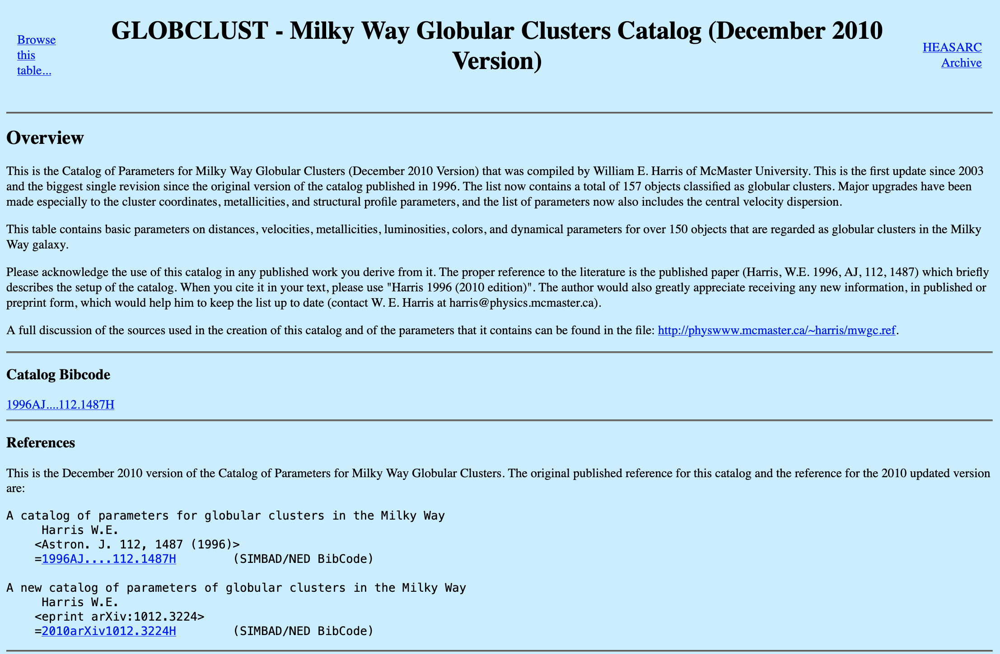 Browse
this
table...
GLOBCLUST - Milky Way Globular Clusters Catalog (December 2010
Version)
HEASARC
Archive
Overview
This is the Catalog of Parameters for Milky Way Globular Clusters (December 2010 Version) that was compiled by William E. Harris of McMaster University. This is the first update since 2003
and the biggest single revision since the original version of the catalog published in 1996. The list now contains a total of 157 objects classified as globular clusters. Major upgrades have been
made especially to the cluster coordinates, metallicities, and structural profile parameters, and the list of parameters now also includes the central velocity dispersion.
This table contains basic parameters on distances, velocities, metallicities, luminosities, colors, and dynamical parameters for over 150 objects that are regarded as globular clusters in the Milky
Way galaxy.
Please acknowledge the use of this catalog in any published work you derive from it. The proper reference to the literature is the published paper (Harris, W.E. 1996, AJ, 112, 1487) which briefly
describes the setup of the catalog. When you cite it in your text, please use "Harris 1996 (2010 edition)". The author would also greatly appreciate receiving any new information, in published or
preprint form, which would help him to keep the list up to date (contact W. E. Harris at harris@physics.mcmaster.ca).
A full discussion of the sources used in the creation of this catalog and of the parameters that it contains can be found in the file: http://physwww.mcmaster.ca/~harris/mwgc.ref.
Catalog Bibcode
1996AJ....112.1487H
References
This is the December 2010 version of the Catalog of Parameters for Milky Way Globular Clusters. The original published reference for this catalog and the reference for the 2010 updated version
are:
A catalog of parameters for globular clusters in the Milky Way
     Harris W.E.
    <Astron. J. 112, 1487 (1996)>
    =1996AJ....112.1487H        (SIMBAD/NED BibCode)
A new catalog of parameters of globular clusters in the Milky Way
     Harris W.E.
    <eprint arXiv:1012.3224>
    =2010arXiv1012.3224H        (SIMBAD/NED BibCode)